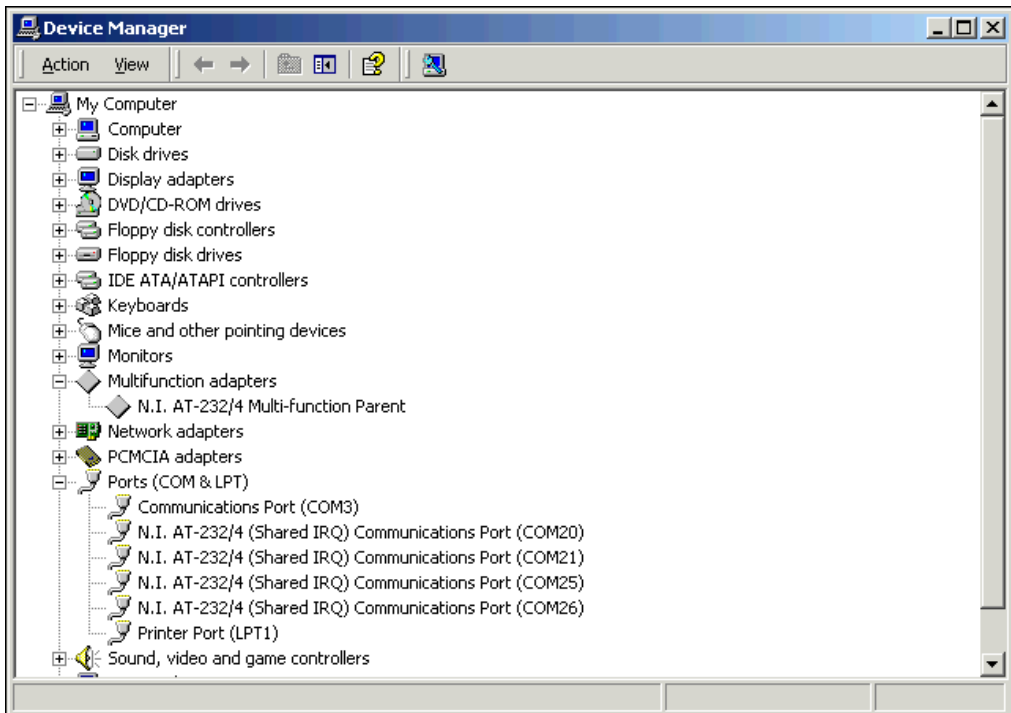 Device Manager
Action View
My Computer
Computer
Disk drives
Display adapters
DVD/CD-ROM drives
Floppy disk controllers
Floppy disk drives
IDE ATA/ATAPI controllers
Keyboards
Mice and other pointing devices
Monitors
Multifunction adapters
N.I. AT-232/4 Multi-function Parent
Network adapters
PCMCIA adapters
Ports (COM & LPT)
Communications Port (COM3)
N.I. AT-232/4 (Shared IRQ) Communications Port (COM20)
N.I. AT-232/4 (Shared IRQ) Communications Port (COM21)
N.I. AT-232/4 (Shared IRQ) Communications Port (COM25)
N.I. AT-232/4 (Shared IRQ) Communications Port (COM26)
Printer Port (LPT1)
Sound, video and game controllers